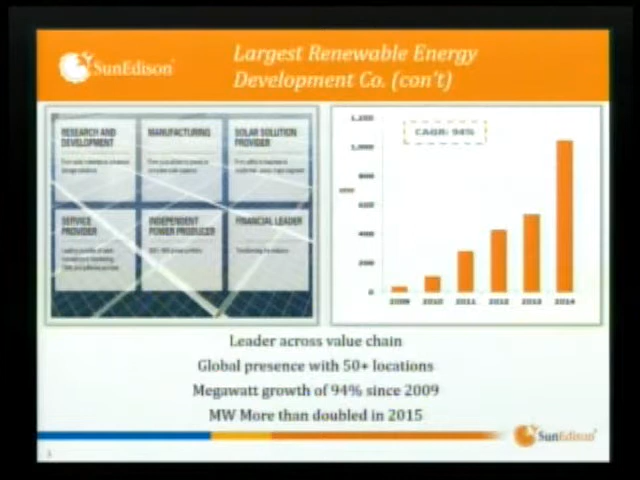 SunEdison
Largest Renewable Energy
Development Co. (con't)
RESEARCH AND
DEVELOPMENT
MANUFACTURING
SOLAR SOLUTION
PROVIDER
SERVICE
PROVIDER
INDEPENDENT
POWER PRODUCER
FINANCIAL LEADER
CAGR: 94%
1,200
1,000
800
600
400
200
2009 2010 2011 2012 2013 2014
Leader across value chain
Global presence with 50+ locations
Megawatt growth of 94% since 2009
MW More than doubled in 2015
SunEdison